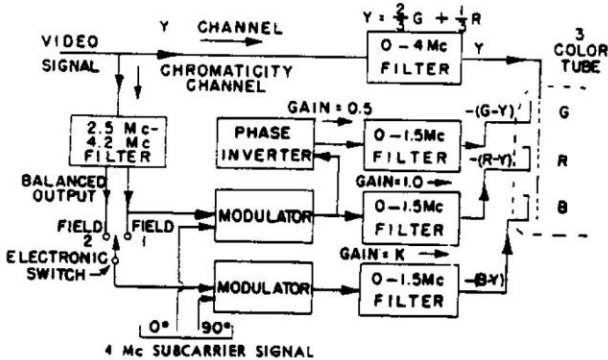 Y CHANNEL
Y = 2/3 G + 1/3 R
3 COLOR TUBE
VIDEO SIGNAL
0-4 Mc FILTER
Y
CHROMATICITY CHANNEL
GAIN = 0.5
-(G-Y)
G
2.5 Mc-
4.2 Mc
FILTER
PHASE INVERTER
0-1.5Mc FILTER
-(R-Y)
R
BALANCED OUTPUT
GAIN=1.0
B
FIELD 2
FIELD 1
MODULATOR
0-1.5Mc FILTER
ELECTRONIC SWITCH
GAIN= K
MODULATOR
0-1.5Mc FILTER
-(B-Y)
0° 90°
4 Mc SUBCARRIER SIGNAL